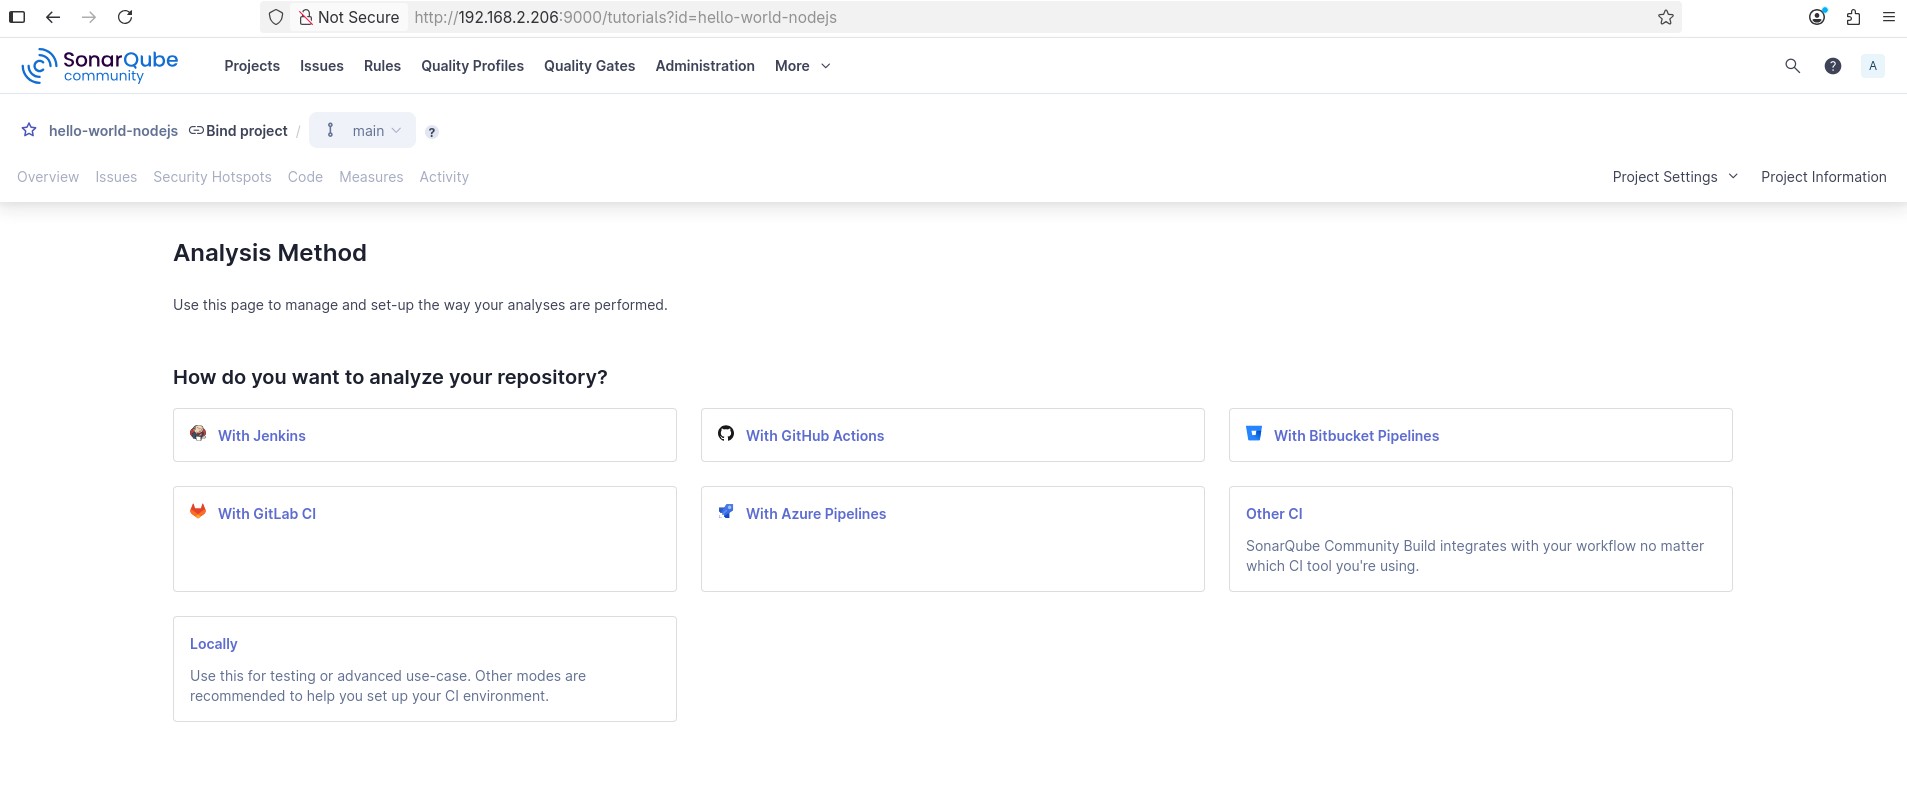 Not Secure http://192.168.2.206:9000/tutorials?id=hello-world-nodejs
SonarQube community Projects Issues Rules Quality Profiles Quality Gates Administration More ? A
hello-world-nodejs Bind project / main ?
Overview Issues Security Hotspots Code Measures Activity Project Settings Project Information
Analysis Method
Use this page to manage and set-up the way your analyses are performed.
How do you want to analyze your repository?
With Jenkins
With GitHub Actions
With Bitbucket Pipelines
With GitLab CI
With Azure Pipelines
Other CI
SonarQube Community Build integrates with your workflow no matter
which CI tool you're using.
Locally
Use this for testing or advanced use-case. Other modes are
recommended to help you set up your CI environment.